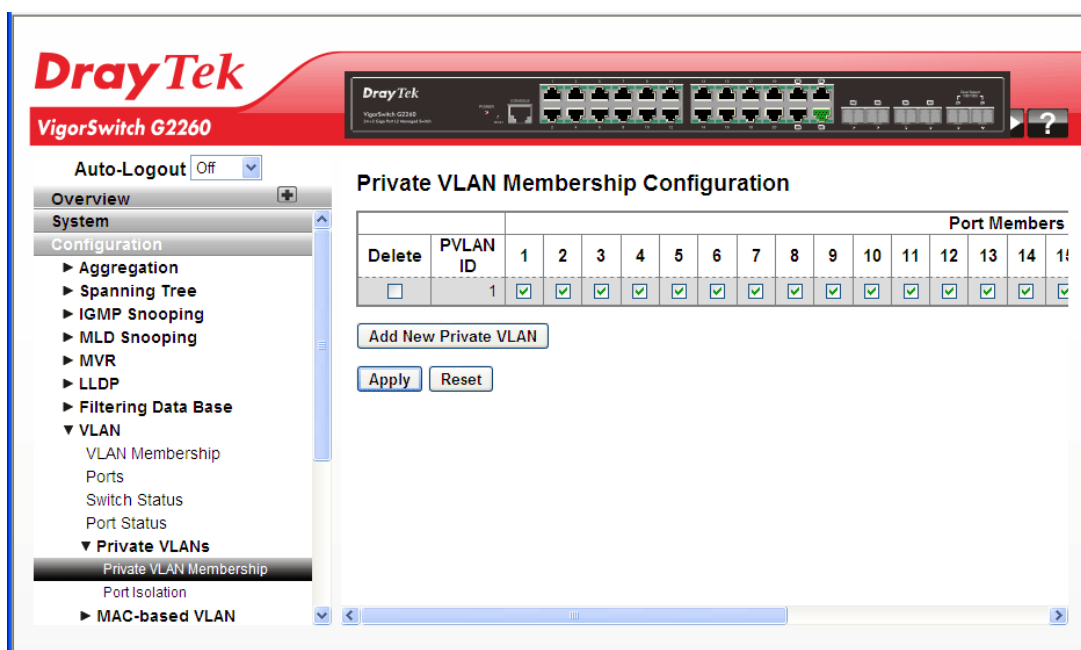 DrayTek
VigorSwitch G2260
DrayTek
VigorSwitch G2260
?
Auto-Logout Off
Overview
System
Configuration
► Aggregation
► Spanning Tree
► IGMP Snooping
► MLD Snooping
► MVR
► LLDP
► Filtering Data Base
▼ VLAN
VLAN Membership
Ports
Switch Status
Port Status
▼ Private VLANs
Private VLAN Membership
Port Isolation
► MAC-based VLAN
Private VLAN Membership Configuration
Port Members
Delete PVLAN ID 1 2 3 4 5 6 7 8 9 10 11 12 13 14
1
Add New Private VLAN
Apply Reset